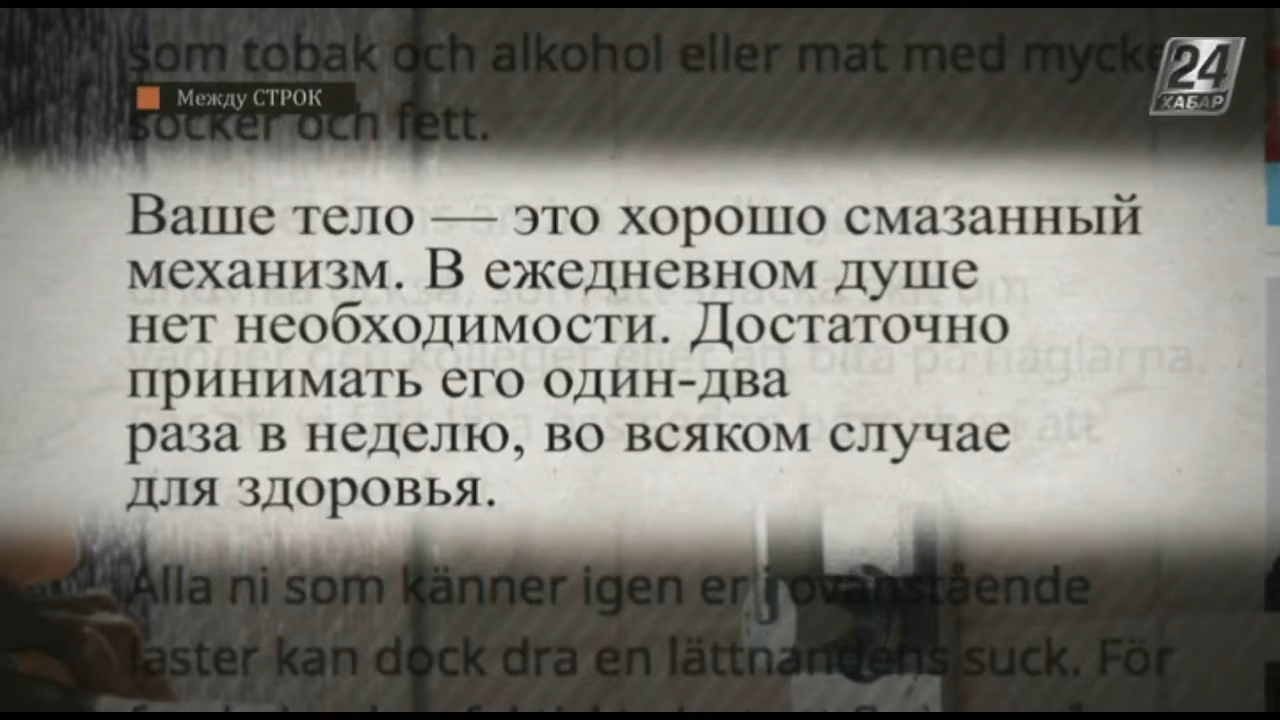 som tobak och alkohol eller mat med mycke
24
ХАБАР
Между СТРОК
socker och fett.
Ваше тело — это хорошо смазанный
механизм. В ежедневном душе
нет необходимости. Достаточно
принимать его один-два
раза в неделю, во всяком случае
для здоровья.
Alla ni som känner igen er i ovanstående
laster kan dock dra en lättnandens suck. För